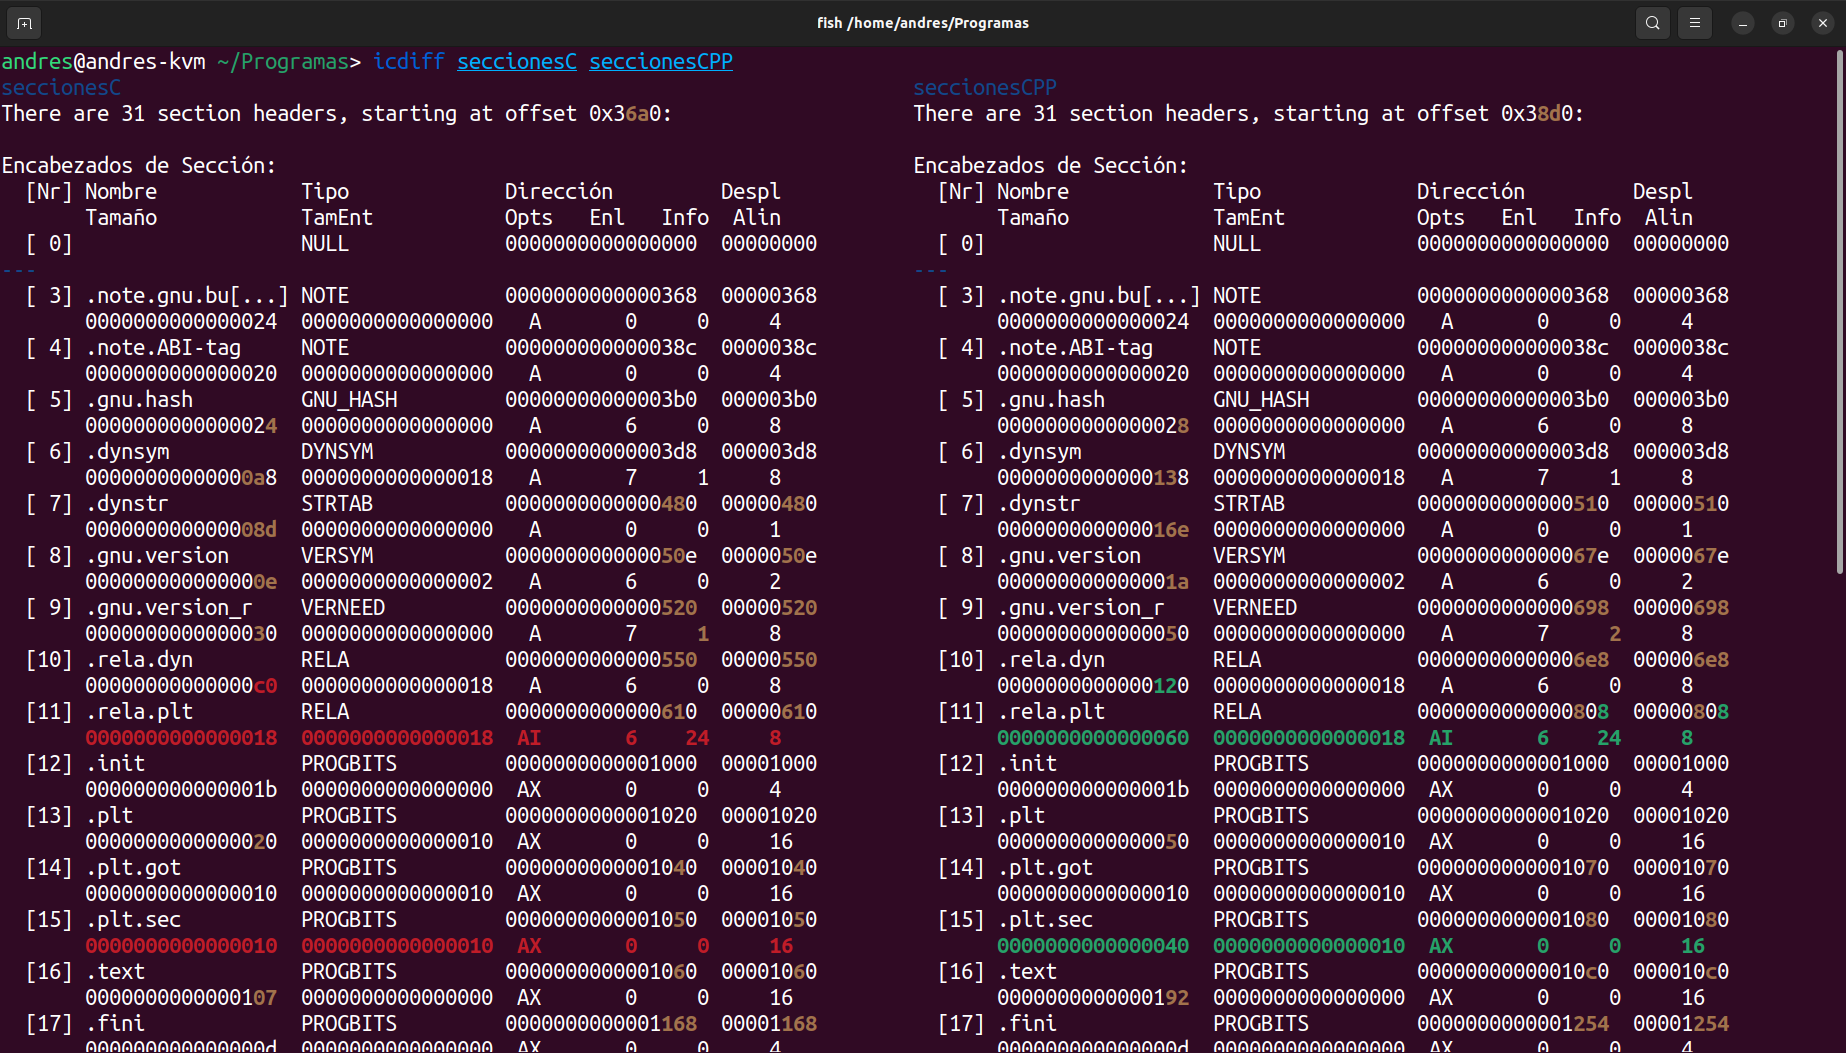 fish /home/andres/Programas
andres@andres-kvm ~/Programas> icdiff seccionesC seccionesCPP
seccionesC seccionesCPP
There are 31 section headers, starting at offset 0x36a0: There are 31 section headers, starting at offset 0x38d0:
Encabezados de Sección: Encabezados de Sección:
[Nr] Nombre Tipo Dirección Despl [Nr] Nombre Tipo Dirección Despl
Tamaño TamEnt Opts Enl Info Alin Tamaño TamEnt Opts Enl Info Alin
[ 0] NULL 0000000000000000 00000000 [ 0] NULL 0000000000000000 00000000
--- ---
[ 3] .note.gnu.bu[...] NOTE 0000000000000368 00000368 [ 3] .note.gnu.bu[...] NOTE 0000000000000368 00000368
0000000000000024 0000000000000000 A 0 0 4 0000000000000024 0000000000000000 A 0 0 4
[ 4] .note.ABI-tag NOTE 000000000000038c 0000038c [ 4] .note.ABI-tag NOTE 000000000000038c 0000038c
0000000000000020 0000000000000000 A 0 0 4 0000000000000020 0000000000000000 A 0 0 4
[ 5] .gnu.hash GNU_HASH 00000000000003b0 000003b0 [ 5] .gnu.hash GNU_HASH 00000000000003b0 000003b0
0000000000000024 0000000000000000 A 6 0 8 0000000000000028 0000000000000000 A 6 0 8
[ 6] .dynsym DYNSYM 00000000000003d8 000003d8 [ 6] .dynsym DYNSYM 00000000000003d8 000003d8
00000000000000a8 0000000000000018 A 7 1 8 0000000000000138 0000000000000018 A 7 1 8
[ 7] .dynstr STRTAB 0000000000000480 00000480 [ 7] .dynstr STRTAB 0000000000000510 00000510
000000000000008d 0000000000000000 A 0 0 1 000000000000016e 0000000000000000 A 0 0 1
[ 8] .gnu.version VERSYM 000000000000050e 0000050e [ 8] .gnu.version VERSYM 000000000000067e 0000067e
000000000000000e 0000000000000002 A 6 0 2 000000000000001a 0000000000000002 A 6 0 2
[ 9] .gnu.version_r VERNEED 0000000000000520 00000520 [ 9] .gnu.version_r VERNEED 0000000000000698 00000698
0000000000000030 0000000000000000 A 7 1 8 0000000000000050 0000000000000000 A 7 2 8
[10] .rela.dyn RELA 0000000000000550 00000550 [10] .rela.dyn RELA 00000000000006e8 000006e8
00000000000000c0 0000000000000018 A 6 0 8 0000000000000120 0000000000000018 A 6 0 8
[11] .rela.plt RELA 0000000000000610 00000610 [11] .rela.plt RELA 0000000000000808 00000808
0000000000000018 0000000000000018 AI 6 24 8 0000000000000060 0000000000000018 AI 6 24 8
[12] .init PROGBITS 0000000000001000 00001000 [12] .init PROGBITS 0000000000001000 00001000
000000000000001b 0000000000000000 AX 0 0 4 000000000000001b 0000000000000000 AX 0 0 4
[13] .plt PROGBITS 0000000000001020 00001020 [13] .plt PROGBITS 0000000000001020 00001020
0000000000000020 0000000000000010 AX 0 0 16 0000000000000050 0000000000000010 AX 0 0 16
[14] .plt.got PROGBITS 0000000000001040 00001040 [14] .plt.got PROGBITS 0000000000001070 00001070
0000000000000010 0000000000000010 AX 0 0 16 0000000000000010 0000000000000010 AX 0 0 16
[15] .plt.sec PROGBITS 0000000000001050 00001050 [15] .plt.sec PROGBITS 0000000000001080 00001080
0000000000000010 0000000000000010 AX 0 0 16 0000000000000040 0000000000000010 AX 0 0 16
[16] .text PROGBITS 0000000000001060 00001060 [16] .text PROGBITS 00000000000010c0 000010c0
0000000000000107 0000000000000000 AX 0 0 16 0000000000000192 0000000000000000 AX 0 0 16
[17] .fini PROGBITS 0000000000001168 00001168 [17] .fini PROGBITS 0000000000001254 00001254
000000000000000d 0000000000000000 AX 0 0 4 000000000000000d 0000000000000000 AX 0 0 4